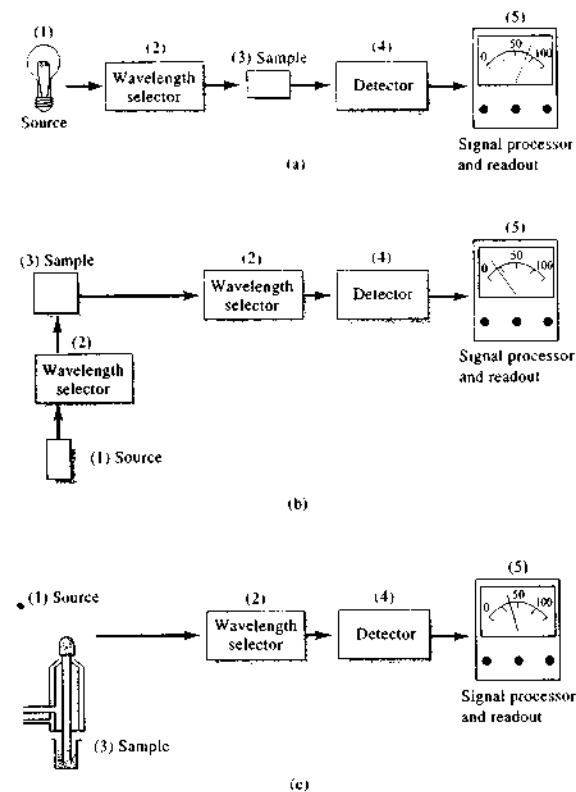 (1)
Source
(2)
Wavelength
selector
(3) Sample
(4)
Detector
(5)
0 50 100
Signal processor
and readout
(a)
(3) Sample
(2)
Wavelength
selector
(1) Source
(2)
Wavelength
selector
(4)
Detector
(5)
0 50 100
Signal processor
and readout
(b)
(1) Source
(3) Sample
(2)
Wavelength
selector
(4)
Detector
(5)
0 50 100
Signal processor
and readout
(c)